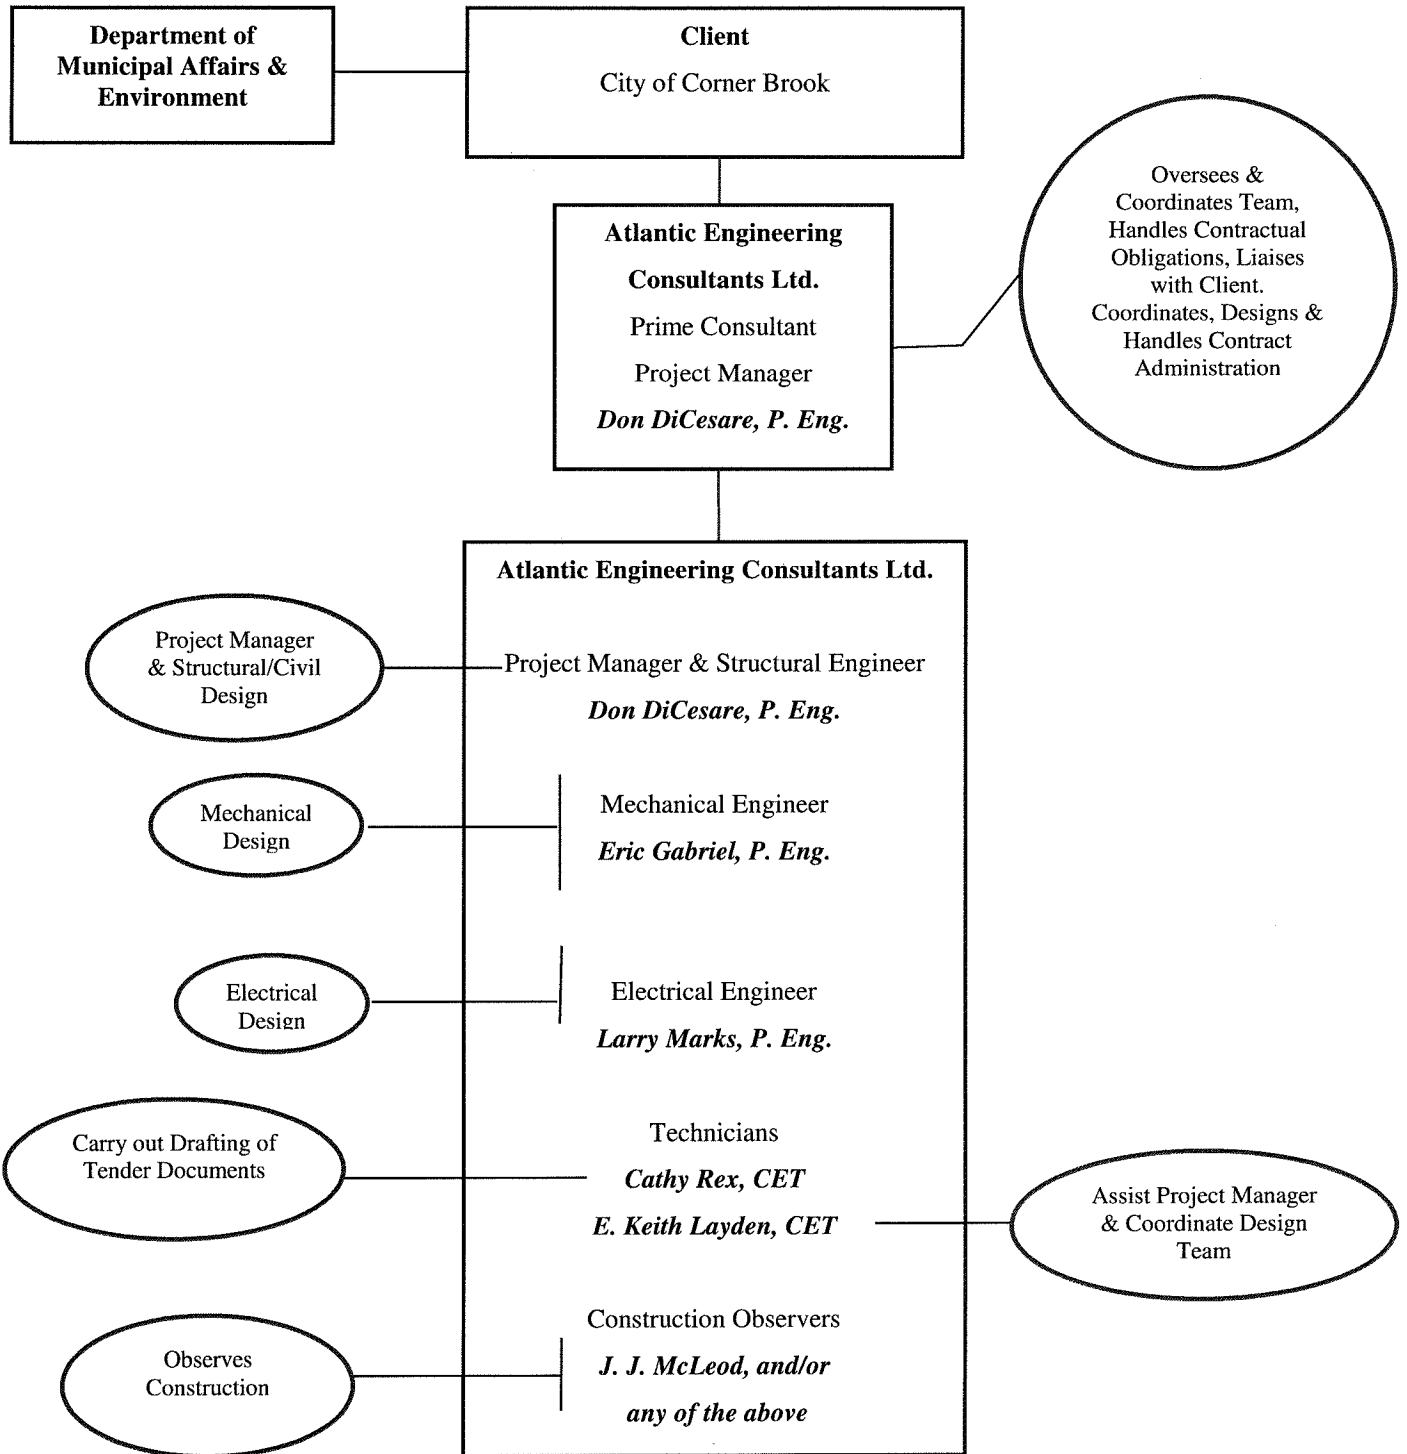 Department of
Municipal Affairs &
Environment
Client
City of Corner Brook
Atlantic Engineering
Consultants Ltd.
Prime Consultant
Project Manager
Don DiCesare, P. Eng.
Oversees &
Coordinates Team,
Handles Contractual
Obligations, Liaises
with Client.
Coordinates, Designs &
Handles Contract
Administration
Atlantic Engineering Consultants Ltd.
Project Manager
& Structural/Civil
Design
Project Manager & Structural Engineer
Don DiCesare, P. Eng.
Mechanical
Design
Mechanical Engineer
Eric Gabriel, P. Eng.
Electrical
Design
Electrical Engineer
Larry Marks, P. Eng.
Carry out Drafting of
Tender Documents
Technicians
Cathy Rex, CET
E. Keith Layden, CET
Assist Project Manager
& Coordinate Design
Team
Observes
Construction
Construction Observers
J. J. McLeod, and/or
any of the above